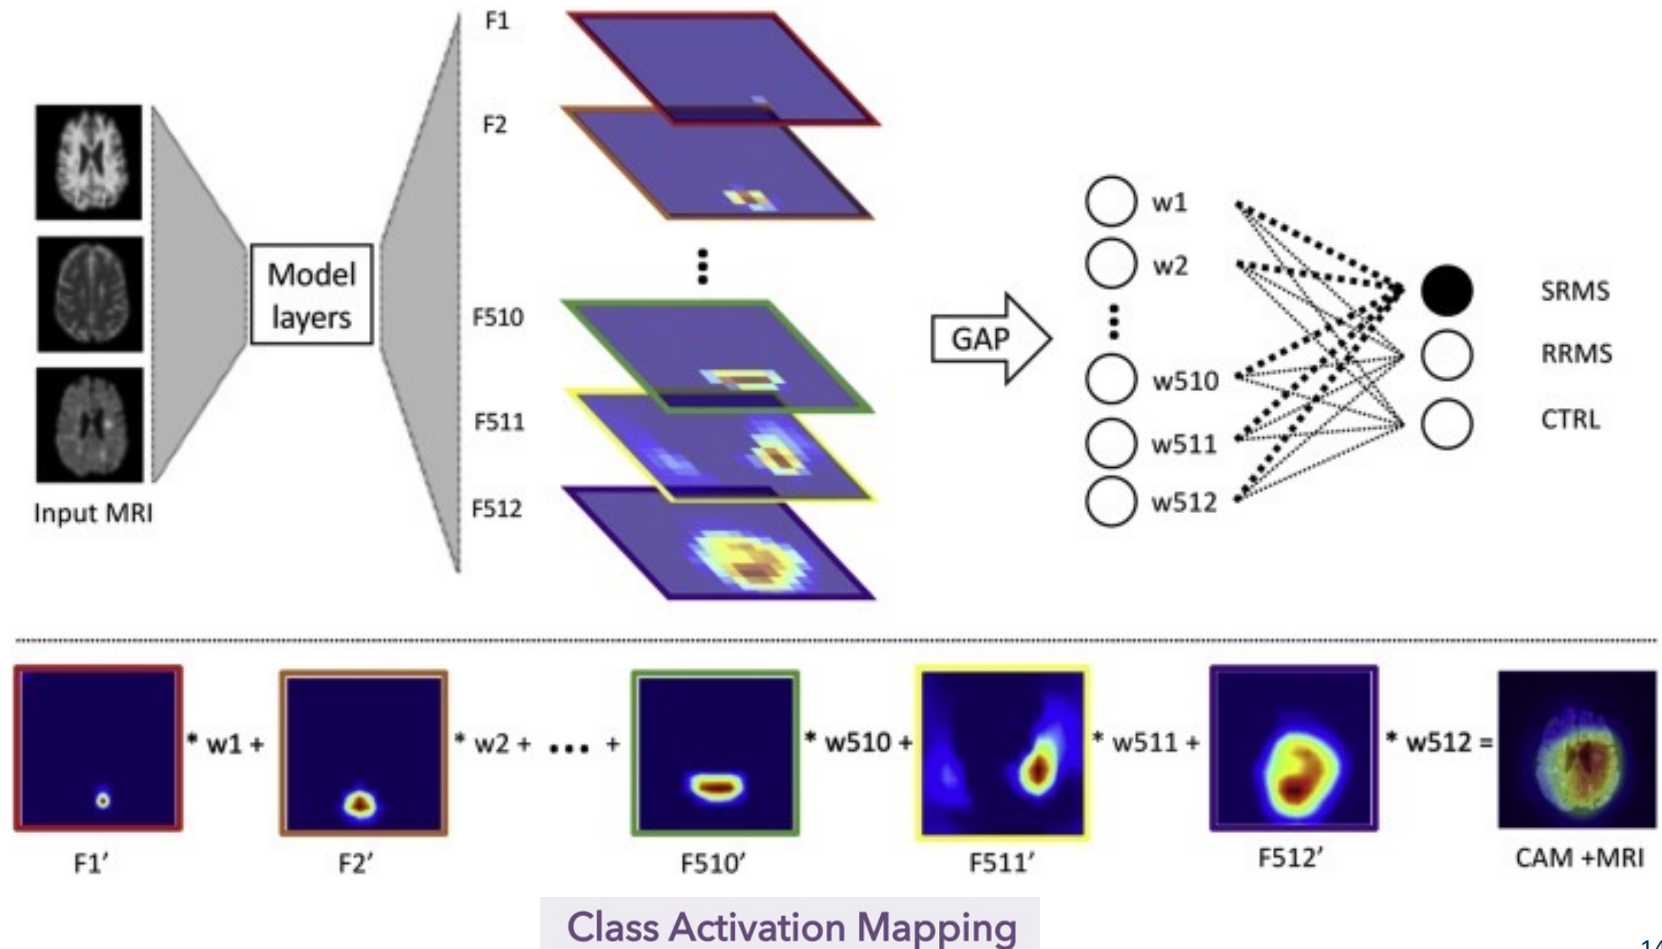 F1
F2
F510
F511
F512
Input MRI
Model
layers
GAP
w1
w2
w510
w511
w512
SRMS
RRMS
CTRL
* w1 +
* w2 + ... +
* w510 +
* w511 +
* w512 =
F1’
F2’
F510’
F511’
F512’
CAM +MRI
Class Activation Mapping